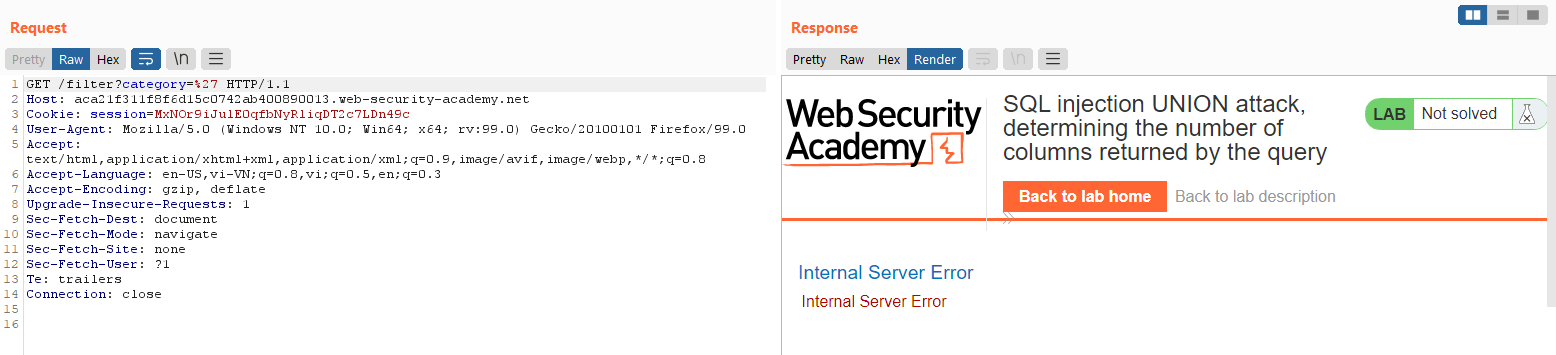 Request
Pretty Raw Hex \n
1 GET /filter?category=%27 HTTP/1.1
2 Host: aca21f311f8f6d15c0742ab400890013.web-security-academy.net
3 Cookie: session=MxNOr9iJulE0qfbNyRliqDT2c7LDn49c
4 User-Agent: Mozilla/5.0 (Windows NT 10.0; Win64; x64; rv:99.0) Gecko/20100101 Firefox/99.0
5 Accept:
text/html,application/xhtml+xml,application/xml;q=0.9,image/avif,image/webp,*/*;q=0.8
6 Accept-Language: en-US,vi-VN;q=0.8,vi;q=0.5,en;q=0.3
7 Accept-Encoding: gzip, deflate
8 Upgrade-Insecure-Requests: 1
9 Sec-Fetch-Dest: document
10 Sec-Fetch-Mode: navigate
11 Sec-Fetch-Site: none
12 Sec-Fetch-User: ?1
13 Te: trailers
14 Connection: close
15
16
Response
Pretty Raw Hex Render \n
Web Security
Academy
SQL injection UNION attack,
determining the number of
columns returned by the query
LAB Not solved
Back to lab home Back to lab description
Internal Server Error
Internal Server Error